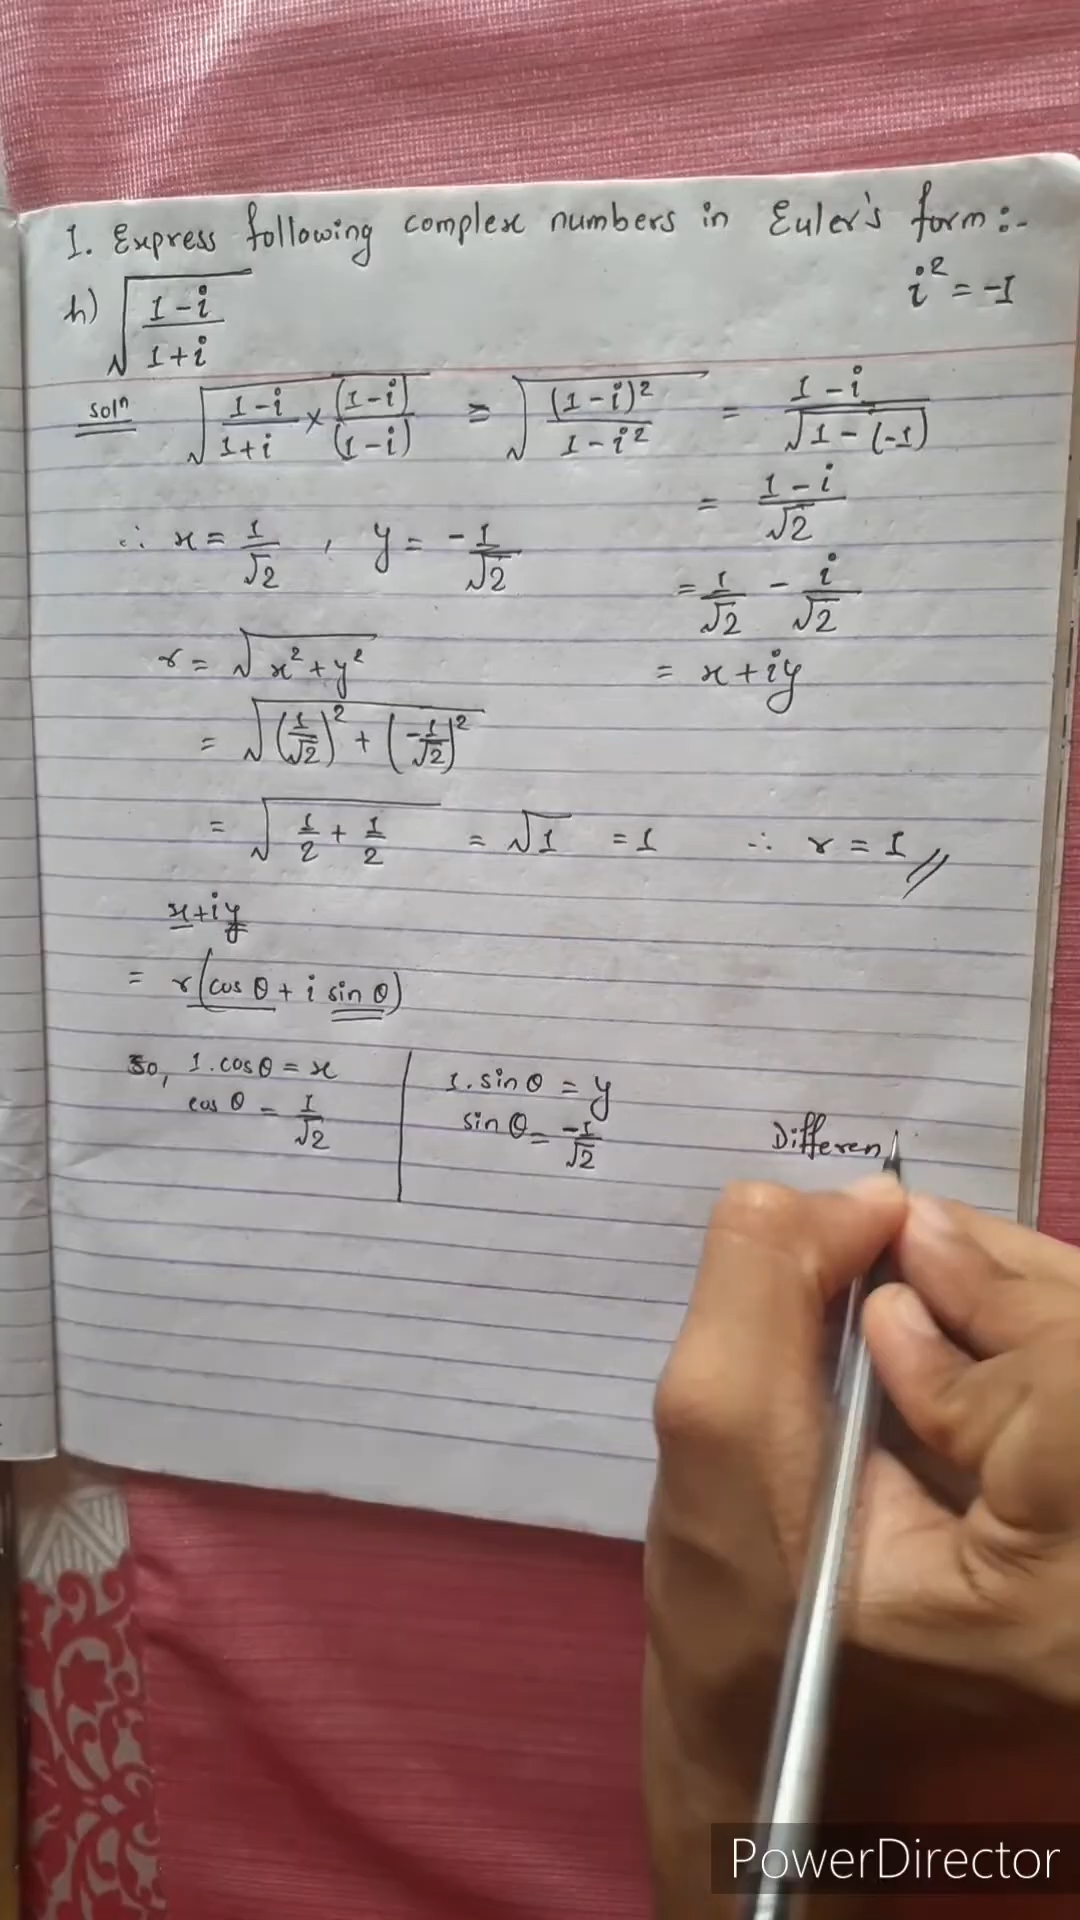 1. Express following complex numbers in Euler's form:-
h) √((1-i)/(1+i)) i² = -1
solⁿ √((1-i)/(1+i) × (1-i)/(1-i)) = √((1-i)²/(1-i²)) = (1-i)/√(1-(-1))
= (1-i)/√2
∴ x = 1/√2 , y = -1/√2
= 1/√2 - i/√2
r = √(x²+y²)
= x+iy
= √((1/√2)² + (-1/√2)²)
= √(1/2 + 1/2) = √1 = 1 ∴ r = 1 //
x+iy
= r(cos θ + i sin θ)
So, 1.cos θ = x
cos θ = 1/√2
1.sin θ = y
sin θ = -1/√2
Differen
PowerDirector